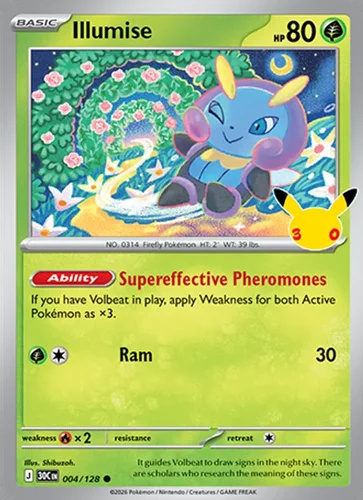 BASIC
Illumise
HP 80
NO. 0314 Firefly Pokémon HT: 2' WT: 39 lbs.
30
Ability Supereffective Pheromones
If you have Volbeat in play, apply Weakness for both Active
Pokémon as ×3.
Ram 30
weakness ×2 resistance retreat
Illus. Shibuzoh.
J 30C EN 004/128
It guides Volbeat to draw signs in the night sky. There
are scholars who research the meaning of these signs.
©2026 Pokémon / Nintendo / Creatures / GAME FREAK